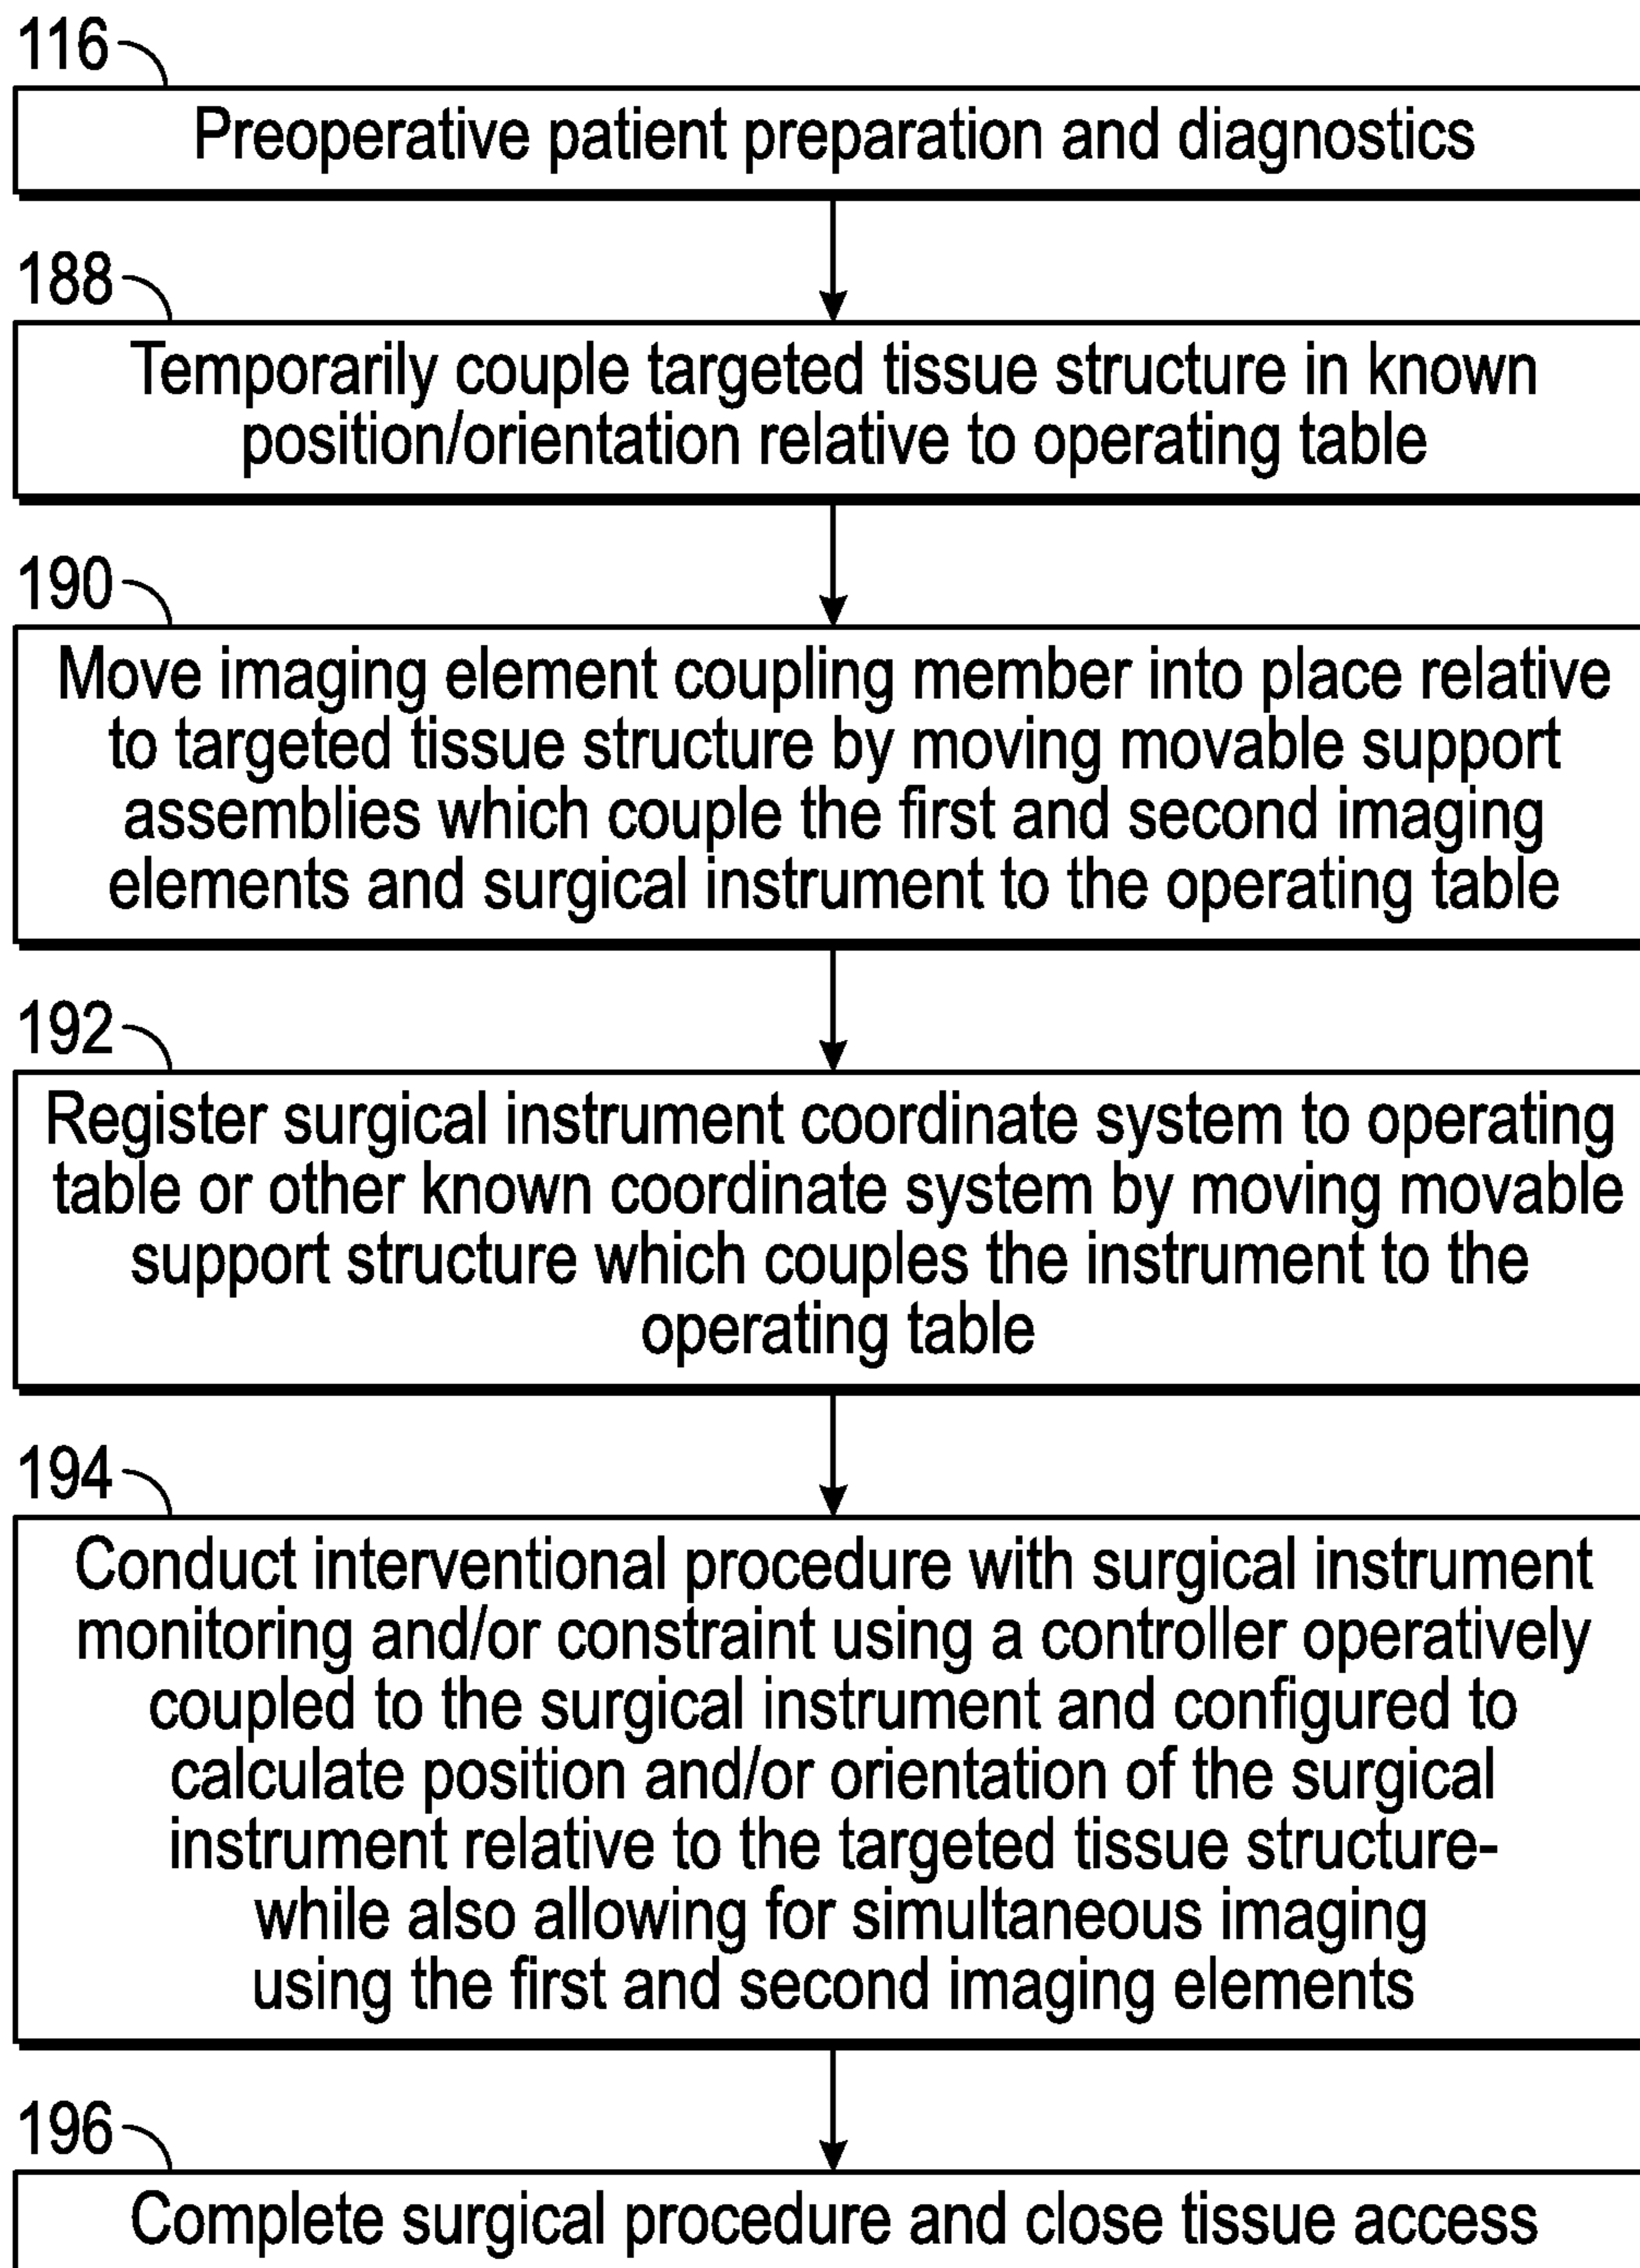 116
Preoperative patient preparation and diagnostics
188
Temporarily couple targeted tissue structure in known
position/orientation relative to operating table
190
Move imaging element coupling member into place relative
to targeted tissue structure by moving movable support
assemblies which couple the first and second imaging
elements and surgical instrument to the operating table
192
Register surgical instrument coordinate system to operating
table or other known coordinate system by moving movable
support structure which couples the instrument to the
operating table
194
Conduct interventional procedure with surgical instrument
monitoring and/or constraint using a controller operatively
coupled to the surgical instrument and configured to
calculate position and/or orientation of the surgical
instrument relative to the targeted tissue structure-
while also allowing for simultaneous imaging
using the first and second imaging elements
196
Complete surgical procedure and close tissue access